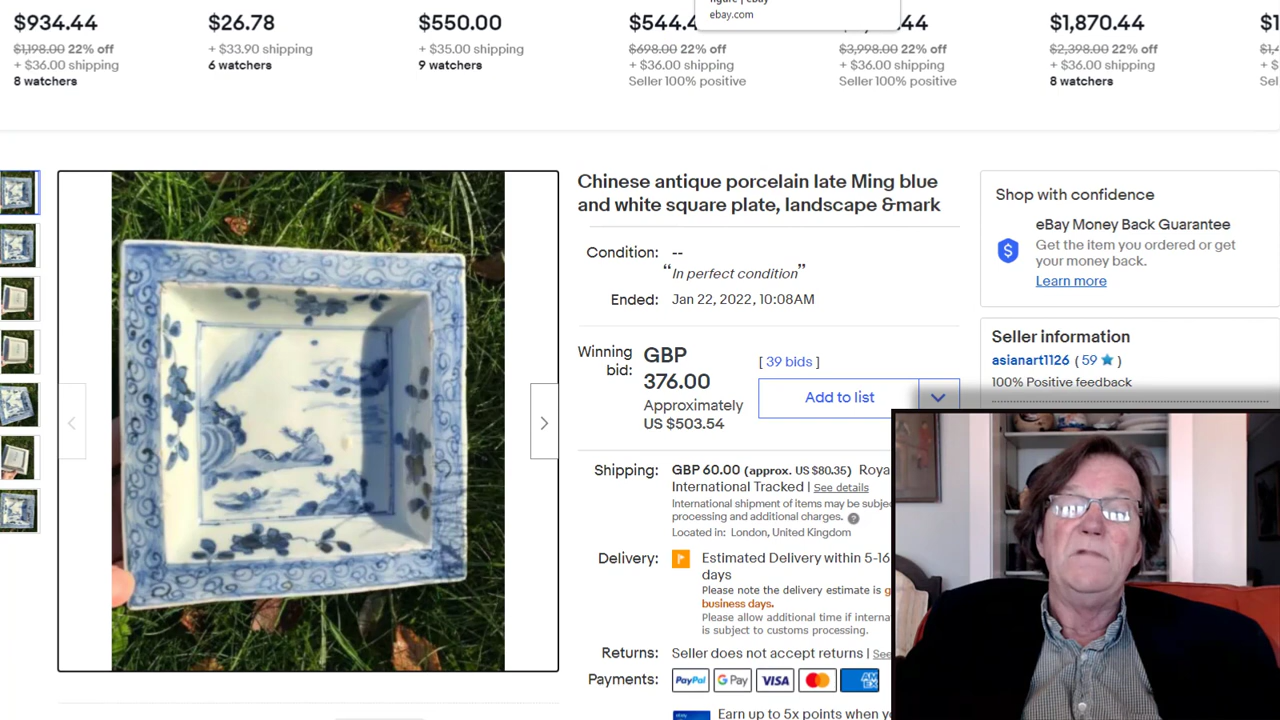 figure | eBay
ebay.com
$934.44
$1,198.00 22% off
+ $36.00 shipping
8 watchers
$26.78
+ $33.90 shipping
6 watchers
$550.00
+ $35.00 shipping
9 watchers
$544.4
$698.00 22% off
+ $36.00 shipping
Seller 100% positive
44
$3,998.00 22% off
+ $36.00 shipping
Seller 100% positive
$1,870.44
$2,398.00 22% off
+ $36.00 shipping
8 watchers
Chinese antique porcelain late Ming blue
and white square plate, landscape &mark
Condition: --
“In perfect condition”
Ended: Jan 22, 2022, 10:08AM
Winning
bid:
GBP
376.00
Approximately
US $503.54
[ 39 bids ]
Add to list
Shipping: GBP 60.00 (approx. US $80.35) Roya
International Tracked | See details
International shipment of items may be subjec
processing and additional charges.
Located in: London, United Kingdom
Delivery: Estimated Delivery within 5-16
days
Please note the delivery estimate is g
business days.
Please allow additional time if interna
is subject to customs processing.
Returns: Seller does not accept returns | See
Payments: PayPal G Pay VISA
Earn up to 5x points when y
Shop with confidence
eBay Money Back Guarantee
Get the item you ordered or get
your money back.
Learn more
Seller information
asianart1126 ( 59 )
100% Positive feedback